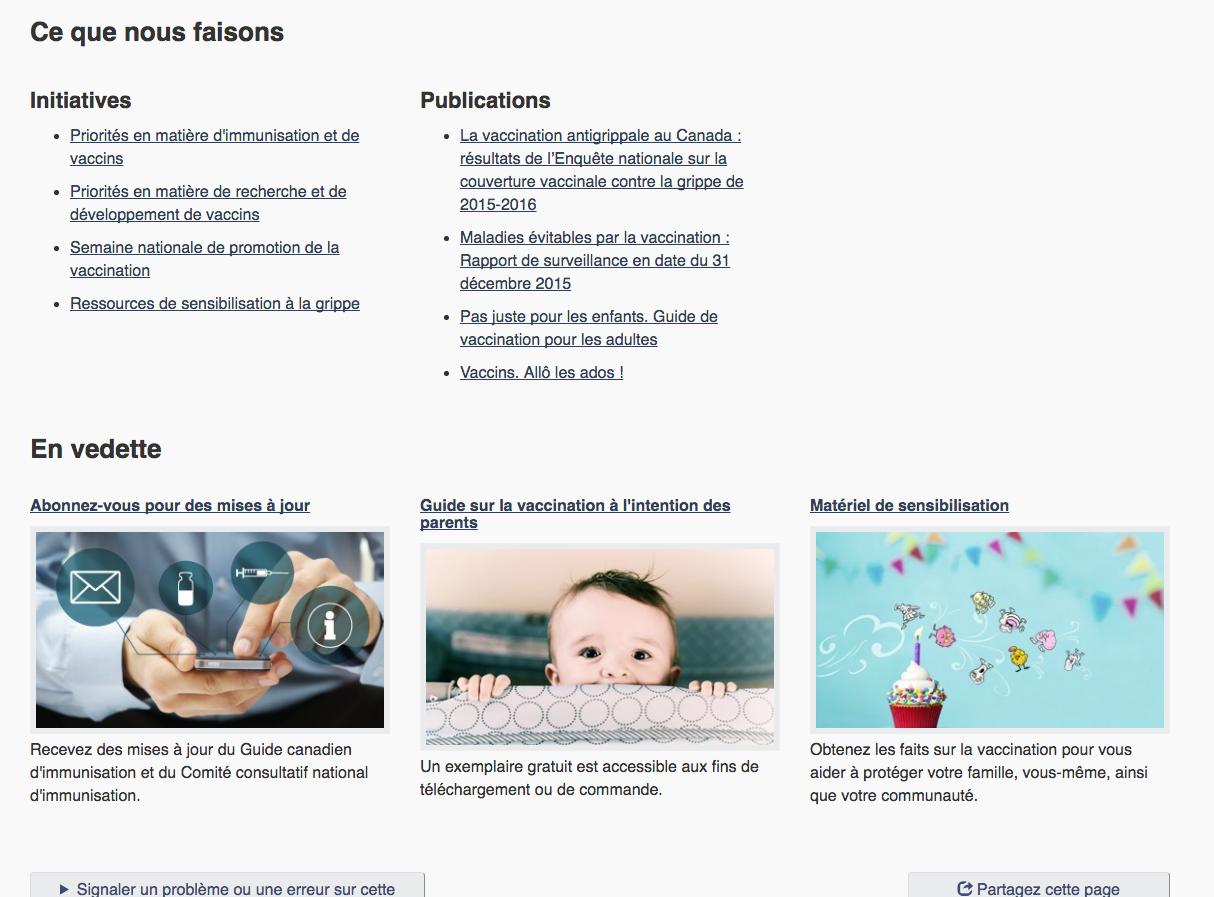 Ce que nous faisons
Initiatives
Priorités en matière d'immunisation et de
vaccins
Priorités en matière de recherche et de
développement de vaccins
Semaine nationale de promotion de la
vaccination
Ressources de sensibilisation à la grippe
Publications
La vaccination antigrippale au Canada :
résultats de l’Enquête nationale sur la
couverture vaccinale contre la grippe de
2015-2016
Maladies évitables par la vaccination :
Rapport de surveillance en date du 31
décembre 2015
Pas juste pour les enfants. Guide de
vaccination pour les adultes
Vaccins. Allô les ados !
En vedette
Abonnez-vous pour des mises à jour
Recevez des mises à jour du Guide canadien
d'immunisation et du Comité consultatif national
d'immunisation.
Guide sur la vaccination à l'intention des
parents
Un exemplaire gratuit est accessible aux fins de
téléchargement ou de commande.
Matériel de sensibilisation
Obtenez les faits sur la vaccination pour vous
aider à protéger votre famille, vous-même, ainsi
que votre communauté.
Signaler un problème ou une erreur sur cette
Partagez cette page